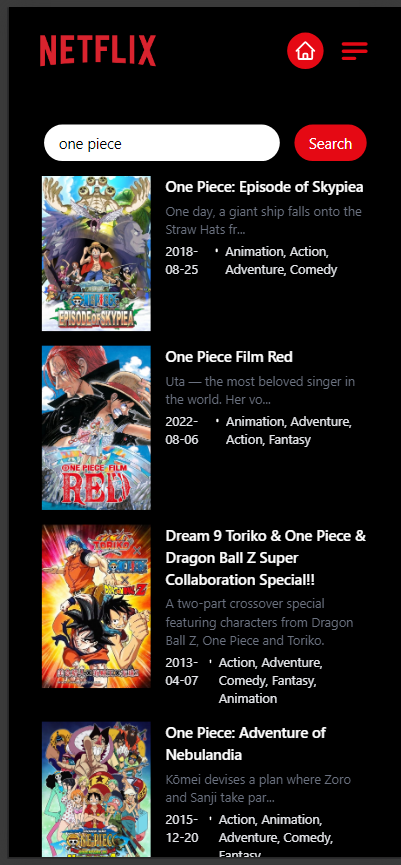 NETFLIX
one piece
Search
One Piece: Episode of Skypiea
One day, a giant ship falls onto the
Straw Hats fr...
2018- • Animation, Action,
08-25 Adventure, Comedy
ONE PIECE
EPISODE OF SKYPIEA
One Piece Film Red
Uta — the most beloved singer in
the world. Her vo...
2022- • Animation, Adventure,
08-06 Action, Fantasy
ONE PIECE FILM
RED
Dream 9 Toriko & One Piece &
Dragon Ball Z Super
Collaboration Special!!
A two-part crossover special
featuring characters from Dragon
Ball Z, One Piece and Toriko.
2013- • Action, Adventure,
04-07 Comedy, Fantasy,
Animation
One Piece: Adventure of
Nebulandia
Kōmei devises a plan where Zoro
and Sanji take par...
2015- • Action, Animation,
12-20 Adventure, Comedy,
Fantasy
ONE PIECE